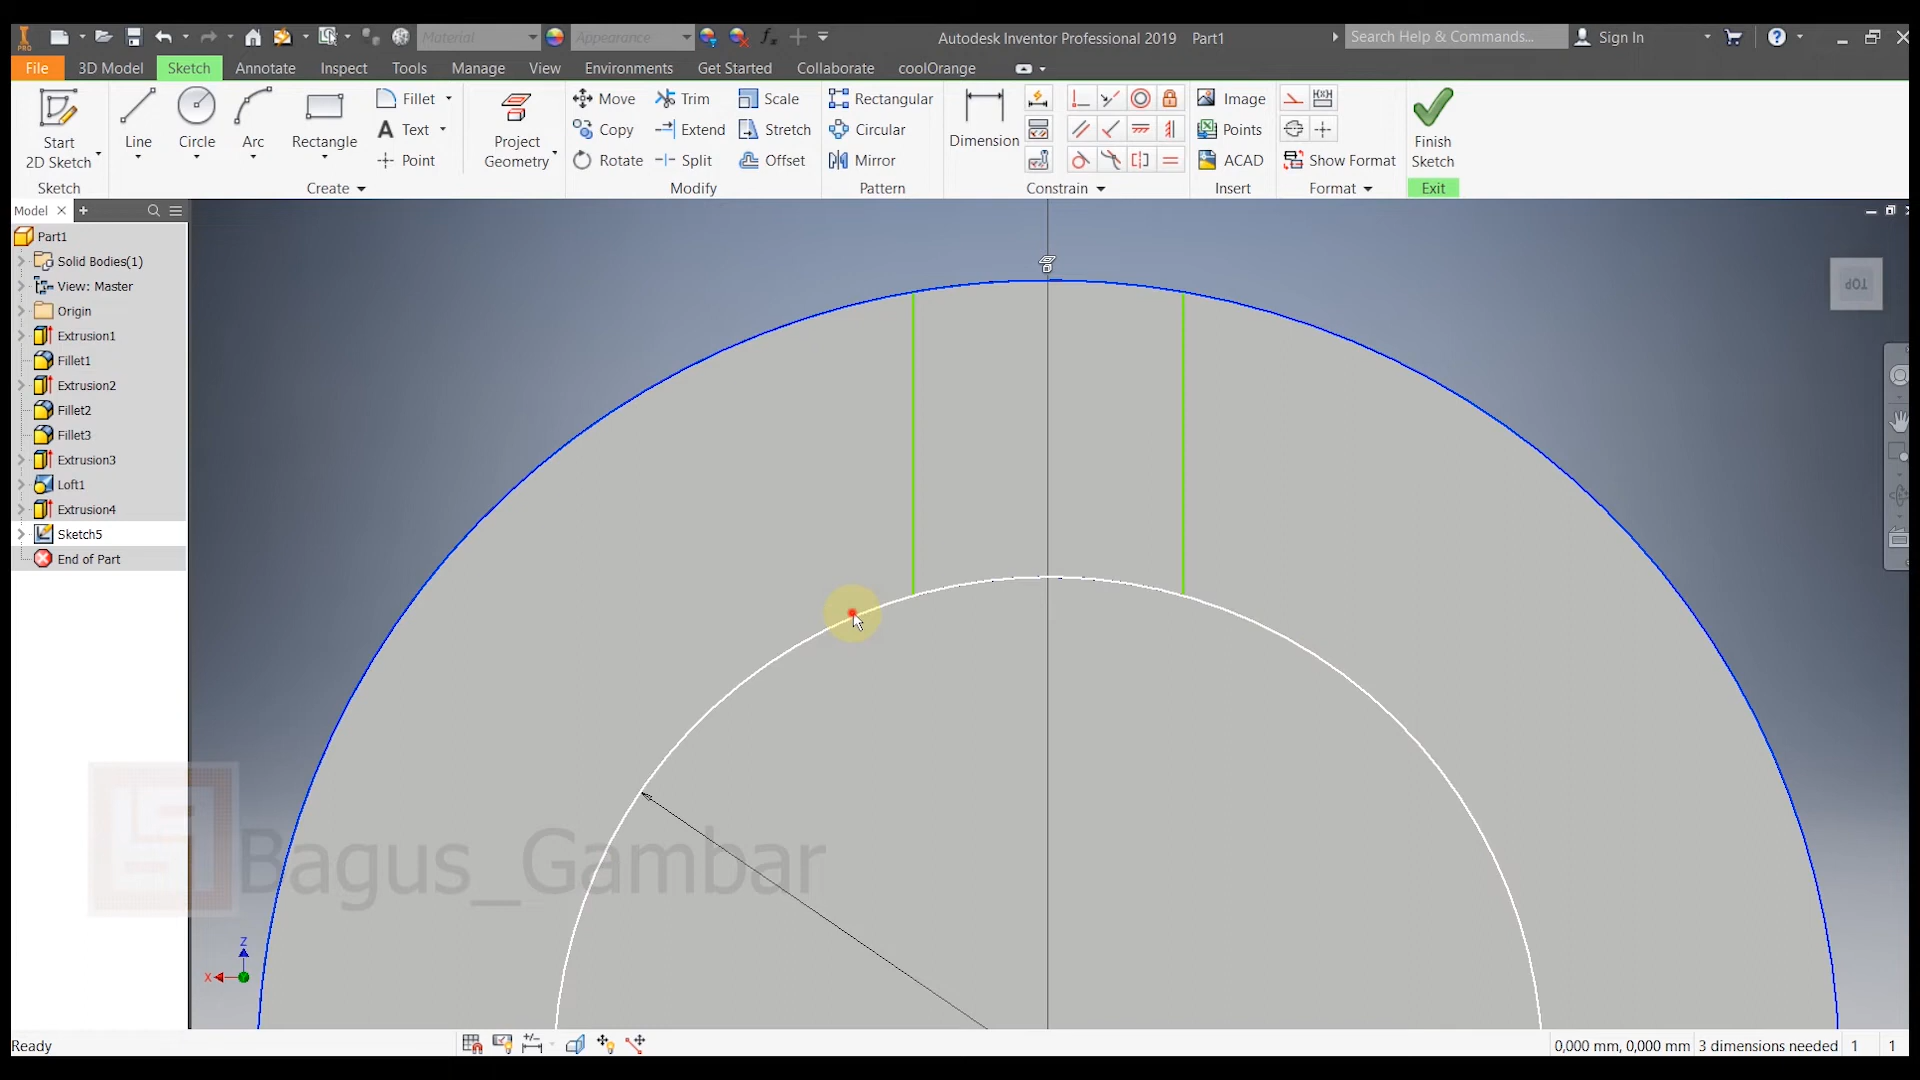 PRO
Material
Appearance
Autodesk Inventor Professional 2019 Part1
Search Help & Commands...
Sign In
File
3D Model
Sketch
Annotate
Inspect
Tools
Manage
View
Environments
Get Started
Collaborate
coolOrange
Start
2D Sketch
Line
Circle
Arc
Rectangle
Fillet
Text
Point
Project
Geometry
Move
Copy
Rotate
Trim
Extend
Split
Scale
Stretch
Offset
Rectangular
Circular
Mirror
Dimension
Image
Points
ACAD
Show Format
Finish
Sketch
Sketch
Create
Modify
Pattern
Constrain
Insert
Format
Exit
Model
Part1
Solid Bodies(1)
View: Master
Origin
Extrusion1
Fillet1
Extrusion2
Fillet2
Fillet3
Extrusion3
Loft1
Extrusion4
Sketch5
End of Part
TOP
Bagus_Gambar
Z
X
Ready
0,000 mm, 0,000 mm
3 dimensions needed
1
1